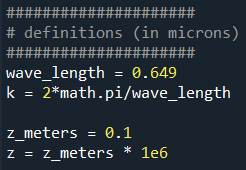 #####################
# definitions (in microns)
#####################
wave_length = 0.649
k = 2*math.pi/wave_length
z_meters = 0.1
z = z_meters * 1e6